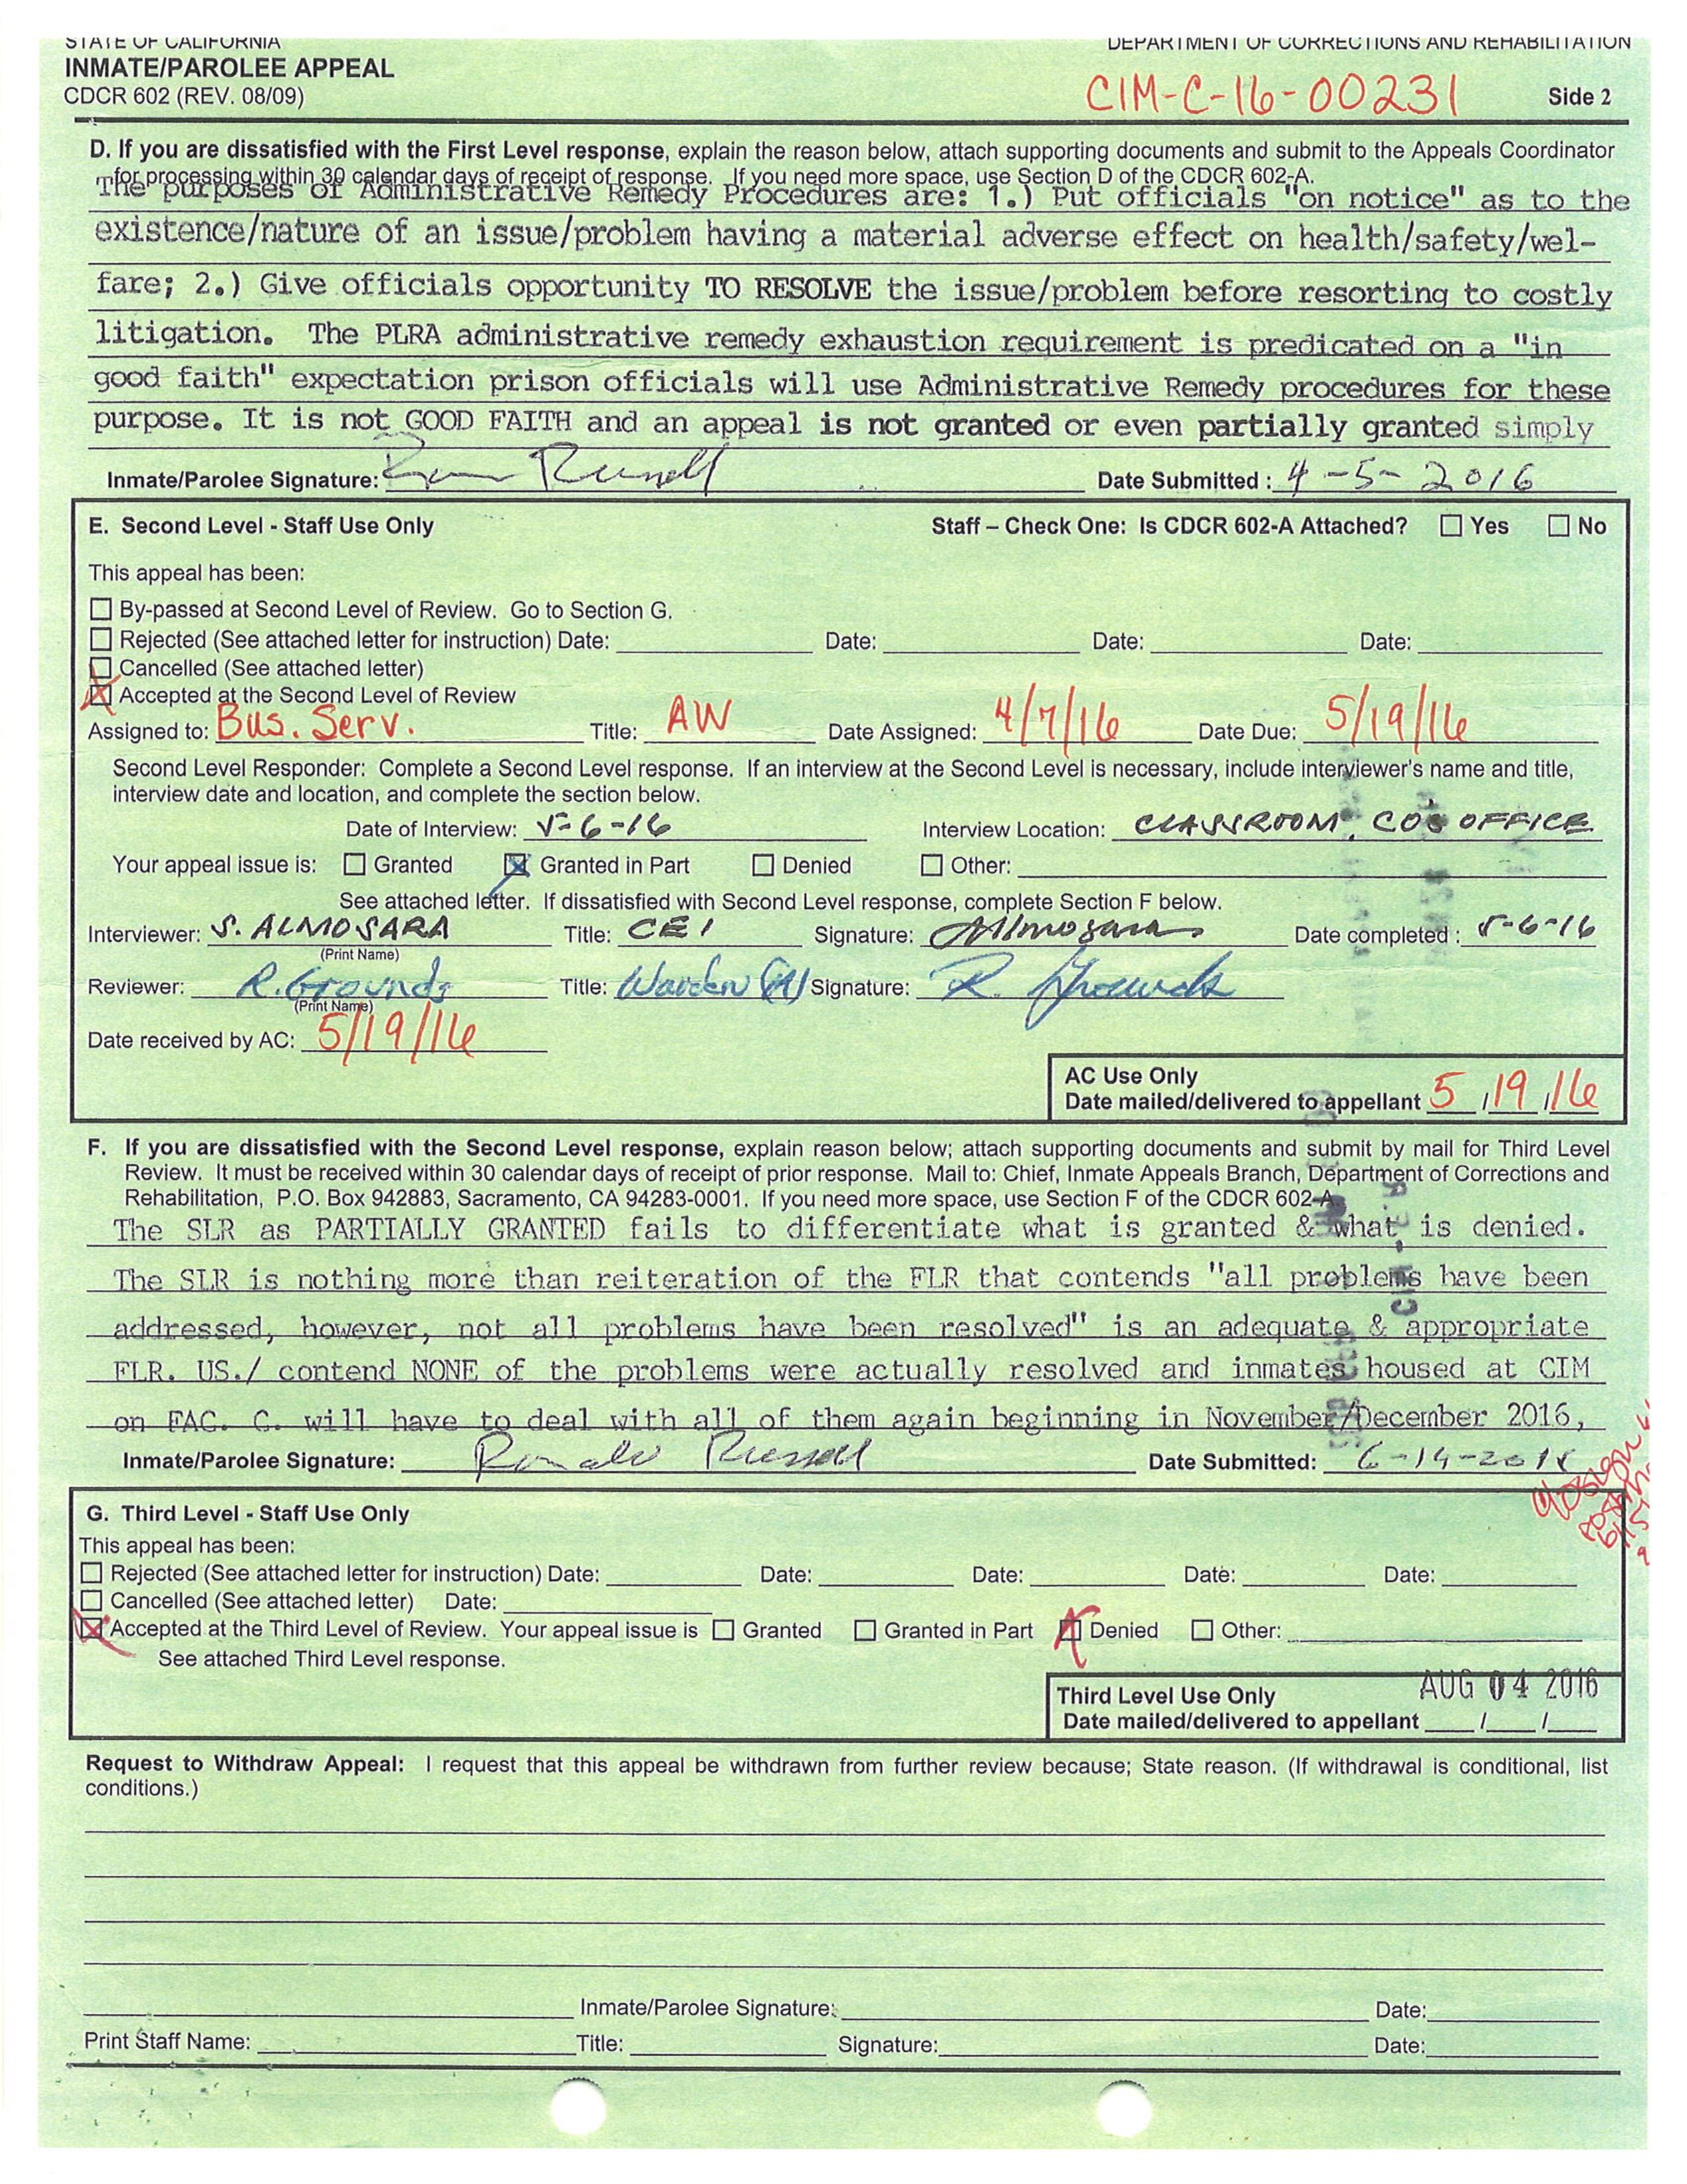 STATE OF CALIFORNIA DEPARTMENT OF CORRECTIONS AND REHABILITATION
INMATE/PAROLEE APPEAL
CDCR 602 (REV. 08/09) CIM-C-16-00231 Side 2
D. If you are dissatisfied with the First Level response, explain the reason below, attach supporting documents and submit to the Appeals Coordinator
for processing within 30 calendar days of receipt of response. If you need more space, use Section D of the CDCR 602-A.
The purposes of Administrative Remedy Procedures are: 1.) Put officials "on notice" as to the
existence/nature of an issue/problem having a material adverse effect on health/safety/wel-
fare; 2.) Give officials opportunity TO RESOLVE the issue/problem before resorting to costly
litigation. The PLRA administrative remedy exhaustion requirement is predicated on a "in
good faith" expectation prison officials will use Administrative Remedy procedures for these
purpose. It is not GOOD FAITH and an appeal is not granted or even partially granted simply
Inmate/Parolee Signature: Russell Date Submitted : 4-5-2016
E. Second Level - Staff Use Only Staff – Check One: Is CDCR 602-A Attached? ☐ Yes ☐ No
This appeal has been:
☐ By-passed at Second Level of Review. Go to Section G.
☐ Rejected (See attached letter for instruction) Date: Date: Date: Date:
☐ Cancelled (See attached letter)
☒ Accepted at the Second Level of Review
Assigned to: Bus. Serv. Title: AW Date Assigned: 4/7/16 Date Due: 5/19/16
Second Level Responder: Complete a Second Level response. If an interview at the Second Level is necessary, include interviewer's name and title,
interview date and location, and complete the section below.
Date of Interview: 5-6-16 Interview Location: CLASSROOM, CO's OFFICE
Your appeal issue is: ☐ Granted ☒ Granted in Part ☐ Denied ☐ Other:
See attached letter. If dissatisfied with Second Level response, complete Section F below.
Interviewer: S. ALMOSARA Title: CE I Signature: Almosara Date completed : 5-6-16
(Print Name)
Reviewer: R. Grounds Title: Warden (A) Signature: R. Grounds
(Print Name)
Date received by AC: 5/19/16
AC Use Only
Date mailed/delivered to appellant 5 / 19 / 16
F. If you are dissatisfied with the Second Level response, explain reason below; attach supporting documents and submit by mail for Third Level
Review. It must be received within 30 calendar days of receipt of prior response. Mail to: Chief, Inmate Appeals Branch, Department of Corrections and
Rehabilitation, P.O. Box 942883, Sacramento, CA 94283-0001. If you need more space, use Section F of the CDCR 602-A.
The SLR as PARTIALLY GRANTED fails to differentiate what is granted & what is denied.
The SLR is nothing more than reiteration of the FLR that contends "all problems have been
addressed, however, not all problems have been resolved" is an adequate & appropriate
FLR. US./ contend NONE of the problems were actually resolved and inmates housed at CIM
on FAC. C. will have to deal with all of them again beginning in November/December 2016,
Inmate/Parolee Signature: Ronald Russell Date Submitted: 6-14-2016
G. Third Level - Staff Use Only
This appeal has been:
☐ Rejected (See attached letter for instruction) Date: Date: Date: Date: Date:
☐ Cancelled (See attached letter) Date:
☒ Accepted at the Third Level of Review. Your appeal issue is ☐ Granted ☐ Granted in Part ☒ Denied ☐ Other:
See attached Third Level response.
Third Level Use Only AUG 04 2016
Date mailed/delivered to appellant / /
Request to Withdraw Appeal: I request that this appeal be withdrawn from further review because; State reason. (If withdrawal is conditional, list
conditions.)
Inmate/Parolee Signature: Date:
Print Staff Name: Title: Signature: Date: